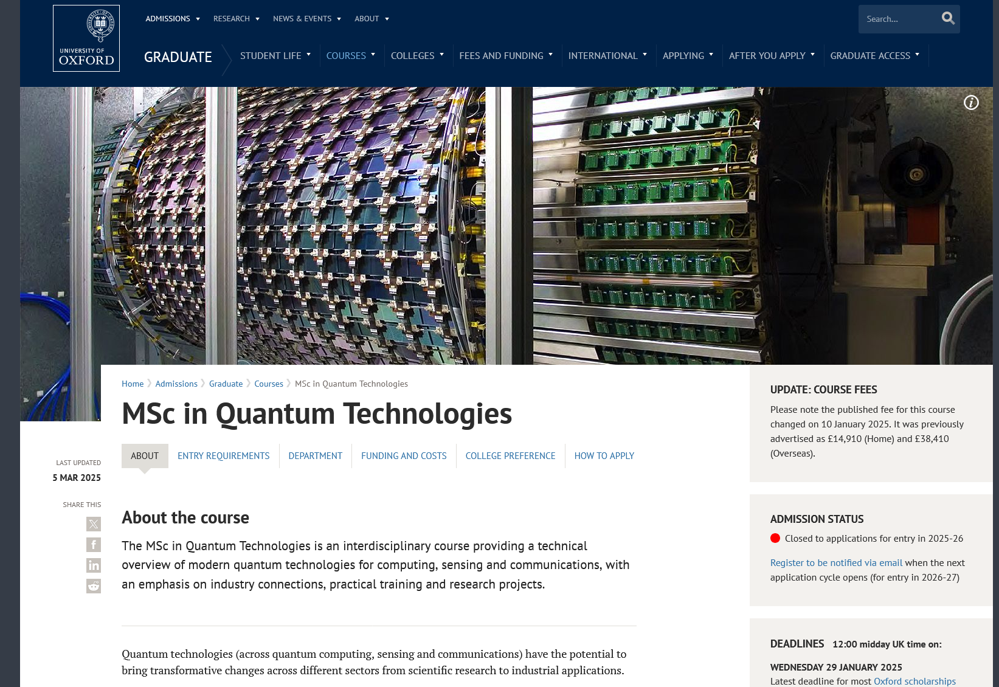 UNIVERSITY OF
OXFORD
ADMISSIONS
RESEARCH
NEWS & EVENTS
ABOUT
Search...
GRADUATE
STUDENT LIFE
COURSES
COLLEGES
FEES AND FUNDING
INTERNATIONAL
APPLYING
AFTER YOU APPLY
GRADUATE ACCESS
Home
Admissions
Graduate
Courses
MSc in Quantum Technologies
MSc in Quantum Technologies
ABOUT
ENTRY REQUIREMENTS
DEPARTMENT
FUNDING AND COSTS
COLLEGE PREFERENCE
HOW TO APPLY
LAST UPDATED
5 MAR 2025
SHARE THIS
About the course
The MSc in Quantum Technologies is an interdisciplinary course providing a technical
overview of modern quantum technologies for computing, sensing and communications, with
an emphasis on industry connections, practical training and research projects.
Quantum technologies (across quantum computing, sensing and communications) have the potential to
bring transformative changes across different sectors from scientific research to industrial applications.
UPDATE: COURSE FEES
Please note the published fee for this course
changed on 10 January 2025. It was previously
advertised as £14,910 (Home) and £38,410
(Overseas).
ADMISSION STATUS
Closed to applications for entry in 2025-26
Register to be notified via email when the next
application cycle opens (for entry in 2026-27)
DEADLINES 12:00 midday UK time on:
WEDNESDAY 29 JANUARY 2025
Latest deadline for most Oxford scholarships